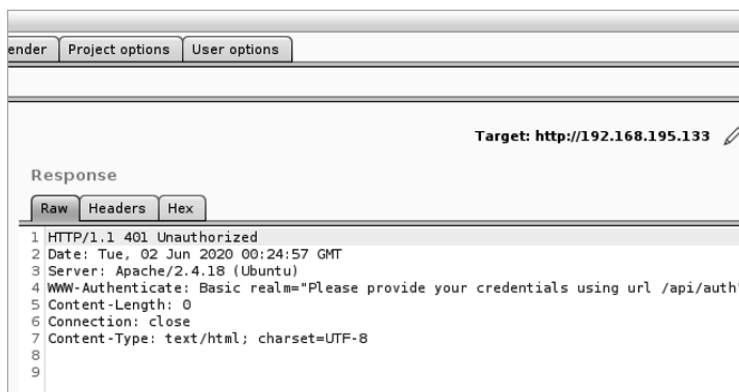 ender Project options User options
Target: http://192.168.195.133
Response
Raw Headers Hex
1 HTTP/1.1 401 Unauthorized
2 Date: Tue, 02 Jun 2020 00:24:57 GMT
3 Server: Apache/2.4.18 (Ubuntu)
4 WWW-Authenticate: Basic realm="Please provide your credentials using url /api/auth"
5 Content-Length: 0
6 Connection: close
7 Content-Type: text/html; charset=UTF-8
8
9